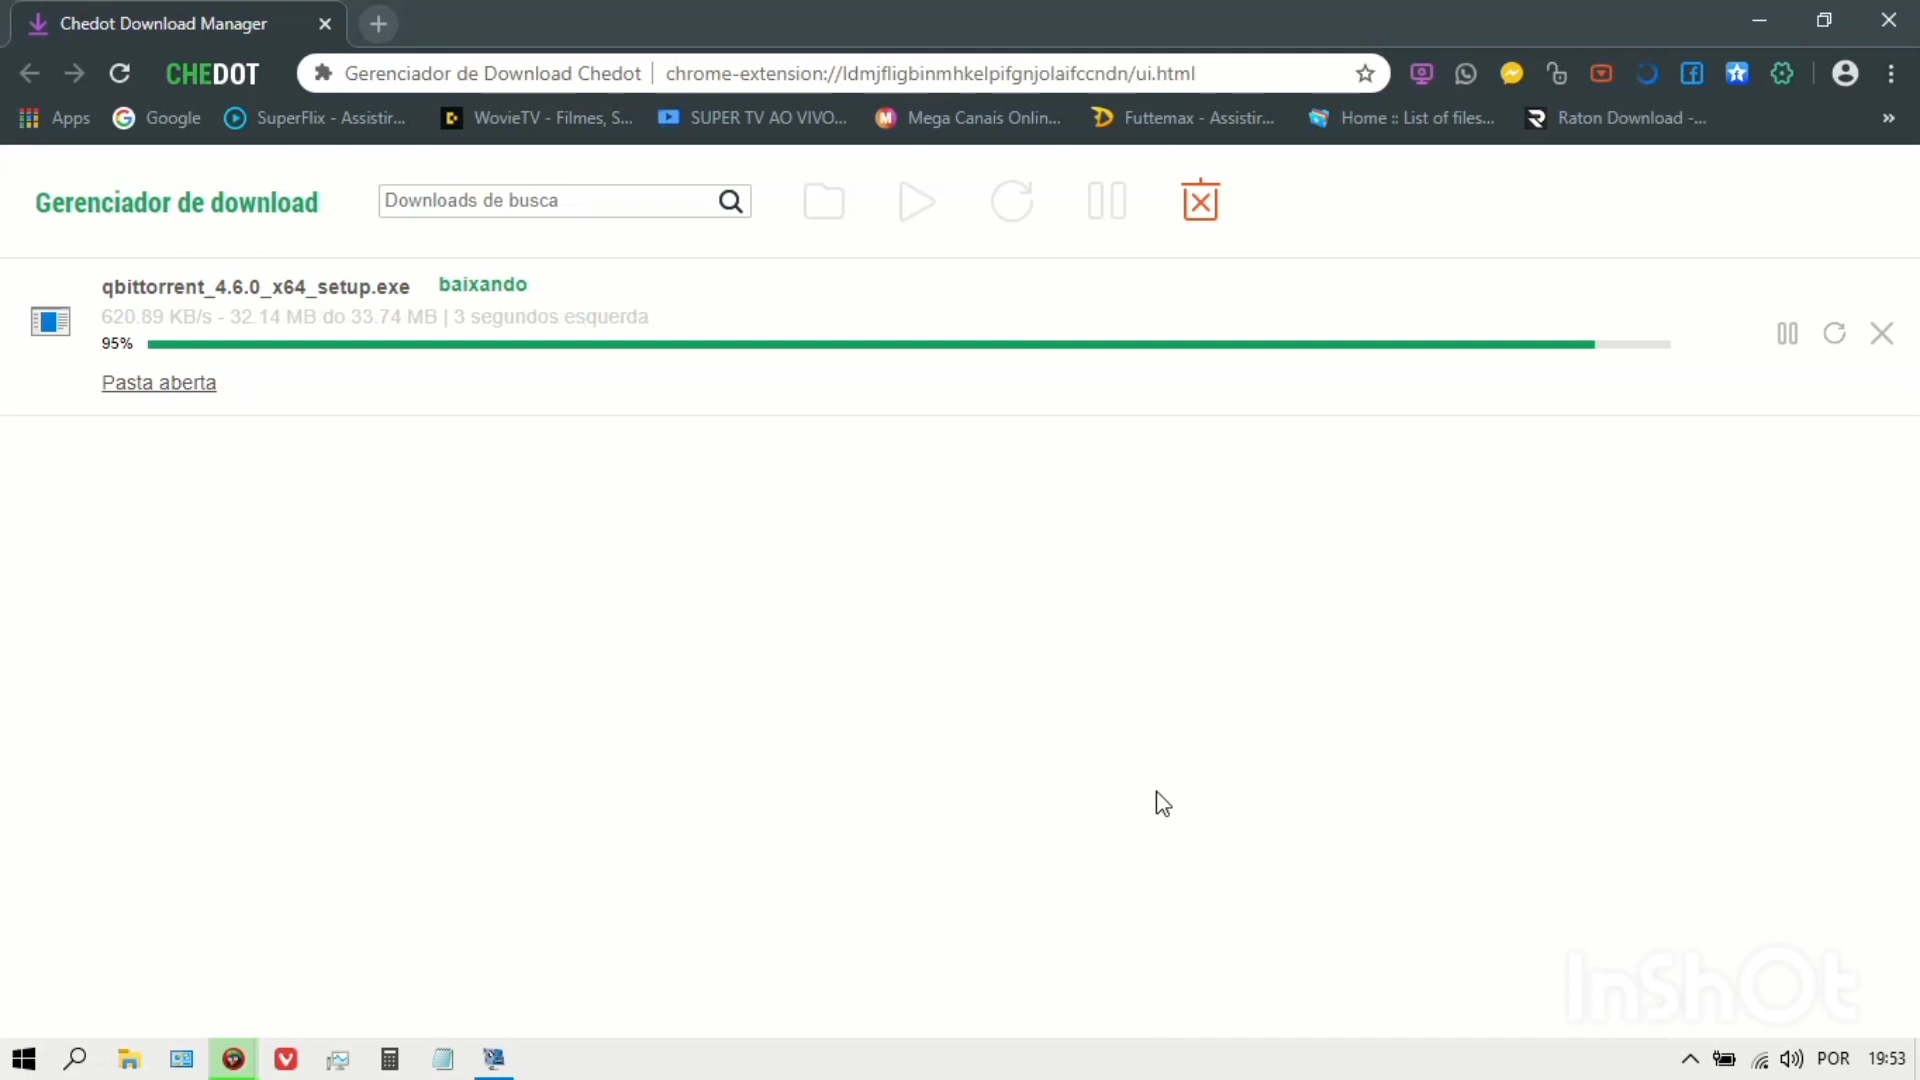 Chedot Download Manager
CHEDOT
Gerenciador de Download Chedot | chrome-extension://ldmjfligbinmhkelpifgnjolaifccndn/ui.html
Apps
Google
SuperFlix - Assistir...
WovieTV - Filmes, S...
SUPER TV AO VIVO...
Mega Canais Onlin...
Futtemax - Assistir...
Home :: List of files...
Raton Download -...
»
Gerenciador de download
Downloads de busca
qbittorrent_4.6.0_x64_setup.exe baixando
620.89 KB/s - 32.14 MB do 33.74 MB | 3 segundos esquerda
95%
Pasta aberta
InShOt
POR
19:53